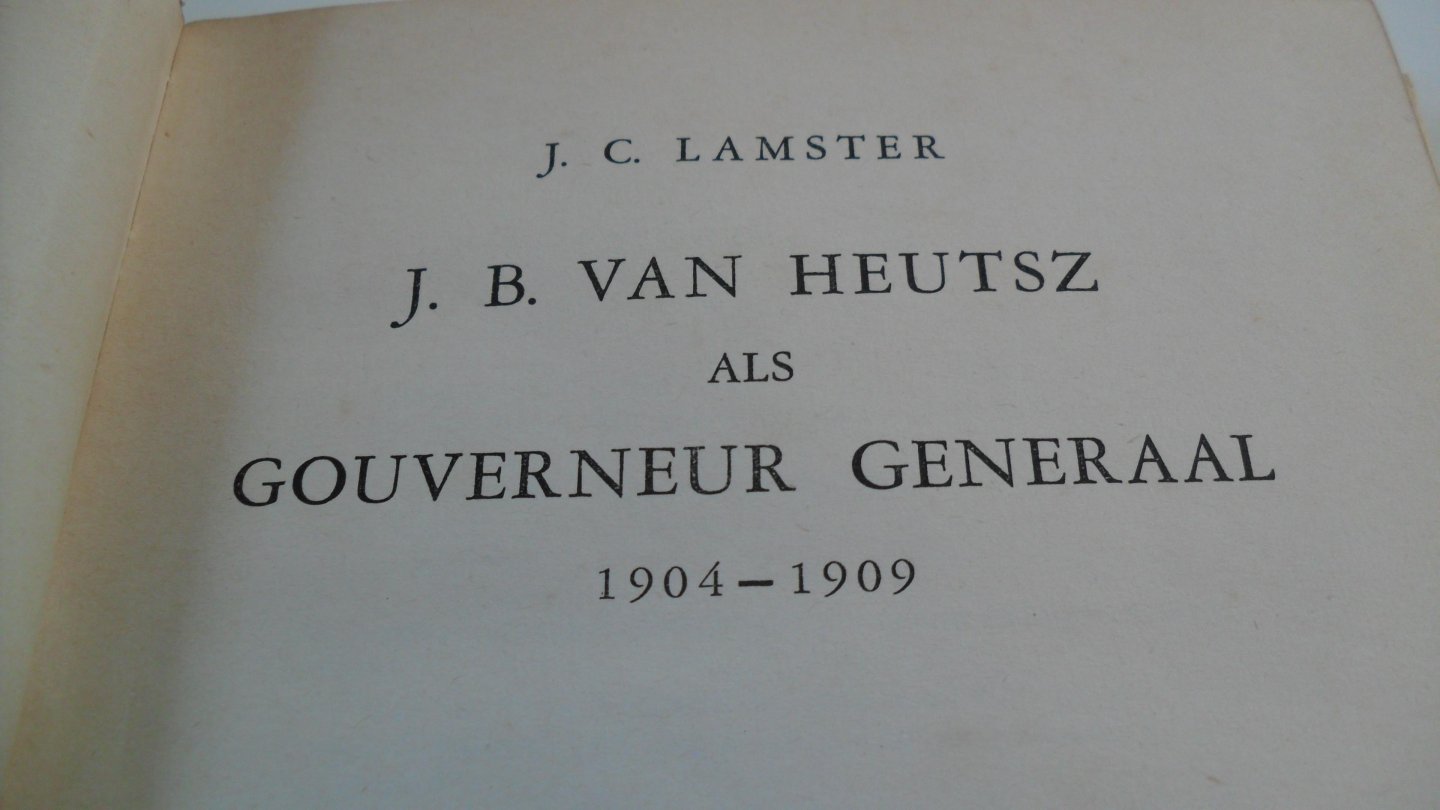 J. C. LAMSTER
J. B. VAN HEUTSZ
ALS
GOUVERNEUR GENERAAL
1904 — 1909